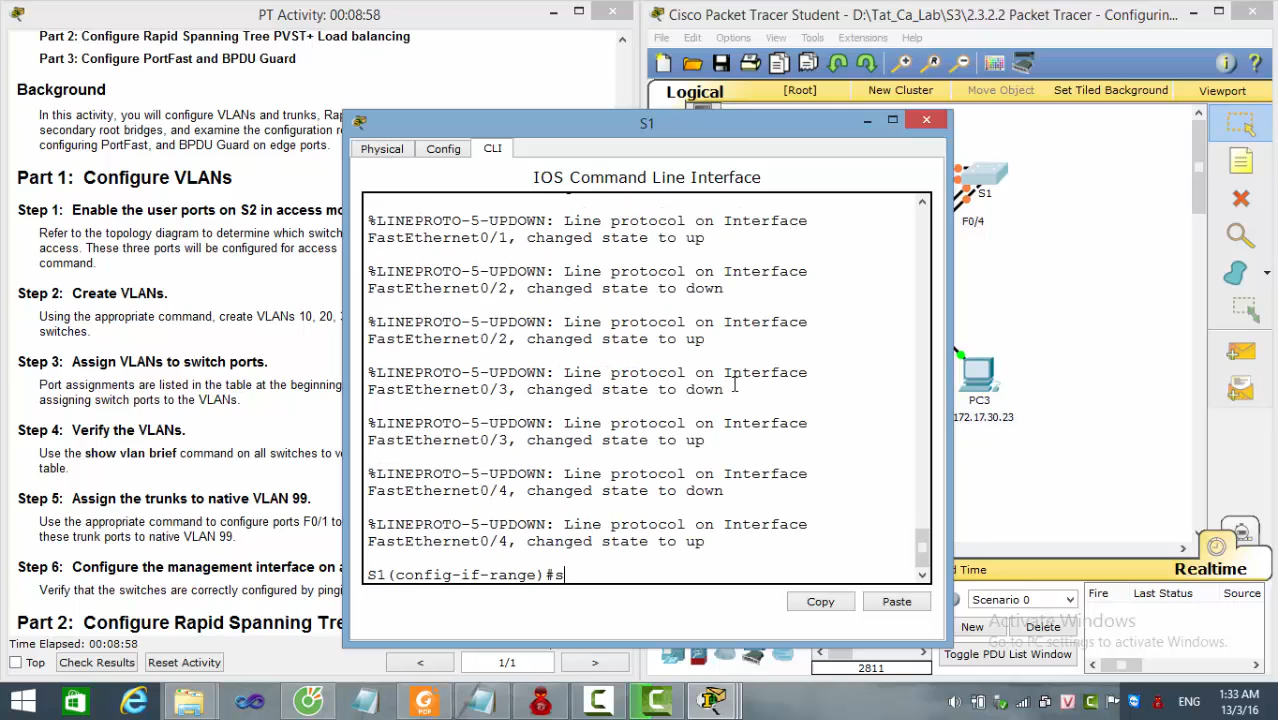 PT Activity: 00:08:58
Part 2: Configure Rapid Spanning Tree PVST+ Load balancing
Part 3: Configure PortFast and BPDU Guard
Background
In this activity, you will configure VLANs and trunks, Rap
secondary root bridges, and examine the configuration re
configuring PortFast, and BPDU Guard on edge ports.
Part 1: Configure VLANs
Step 1: Enable the user ports on S2 in access mo
Refer to the topology diagram to determine which switch
access. These three ports will be configured for access
command.
Step 2: Create VLANs.
Using the appropriate command, create VLANs 10, 20, 3
switches.
Step 3: Assign VLANs to switch ports.
Port assignments are listed in the table at the beginning
assigning switch ports to the VLANs.
Step 4: Verify the VLANs.
Use the show vlan brief command on all switches to ve
table.
Step 5: Assign the trunks to native VLAN 99.
Use the appropriate command to configure ports F0/1 to
these trunk ports to native VLAN 99.
Step 6: Configure the management interface on a
Verify that the switches are correctly configured by pingi
Part 2: Configure Rapid Spanning Tre
Time Elapsed: 00:08:58
Top
Check Results
Reset Activity
<
1/1
>
Cisco Packet Tracer Student - D:\Tat_Ca_Lab\S3\2.3.2.2 Packet Tracer - Configurin...
File Edit Options View Tools Extensions Help
Logical
[Root]
New Cluster
Move Object
Set Tiled Background
Viewport
S1
F0/4
PC3
172.17.30.23
S1
Physical
Config
CLI
IOS Command Line Interface
%LINEPROTO-5-UPDOWN: Line protocol on Interface
FastEthernet0/1, changed state to up
%LINEPROTO-5-UPDOWN: Line protocol on Interface
FastEthernet0/2, changed state to down
%LINEPROTO-5-UPDOWN: Line protocol on Interface
FastEthernet0/2, changed state to up
%LINEPROTO-5-UPDOWN: Line protocol on Interface
FastEthernet0/3, changed state to down
%LINEPROTO-5-UPDOWN: Line protocol on Interface
FastEthernet0/3, changed state to up
%LINEPROTO-5-UPDOWN: Line protocol on Interface
FastEthernet0/4, changed state to down
%LINEPROTO-5-UPDOWN: Line protocol on Interface
FastEthernet0/4, changed state to up
S1(config-if-range)#s
Copy
Paste
d Time
Realtime
Scenario 0
Fire Last Status Source
New
Delete
Toggle PDU List Window
Activate Windows
Go to PC settings to activate Windows.
2811
ENG
1:33 AM
13/3/16